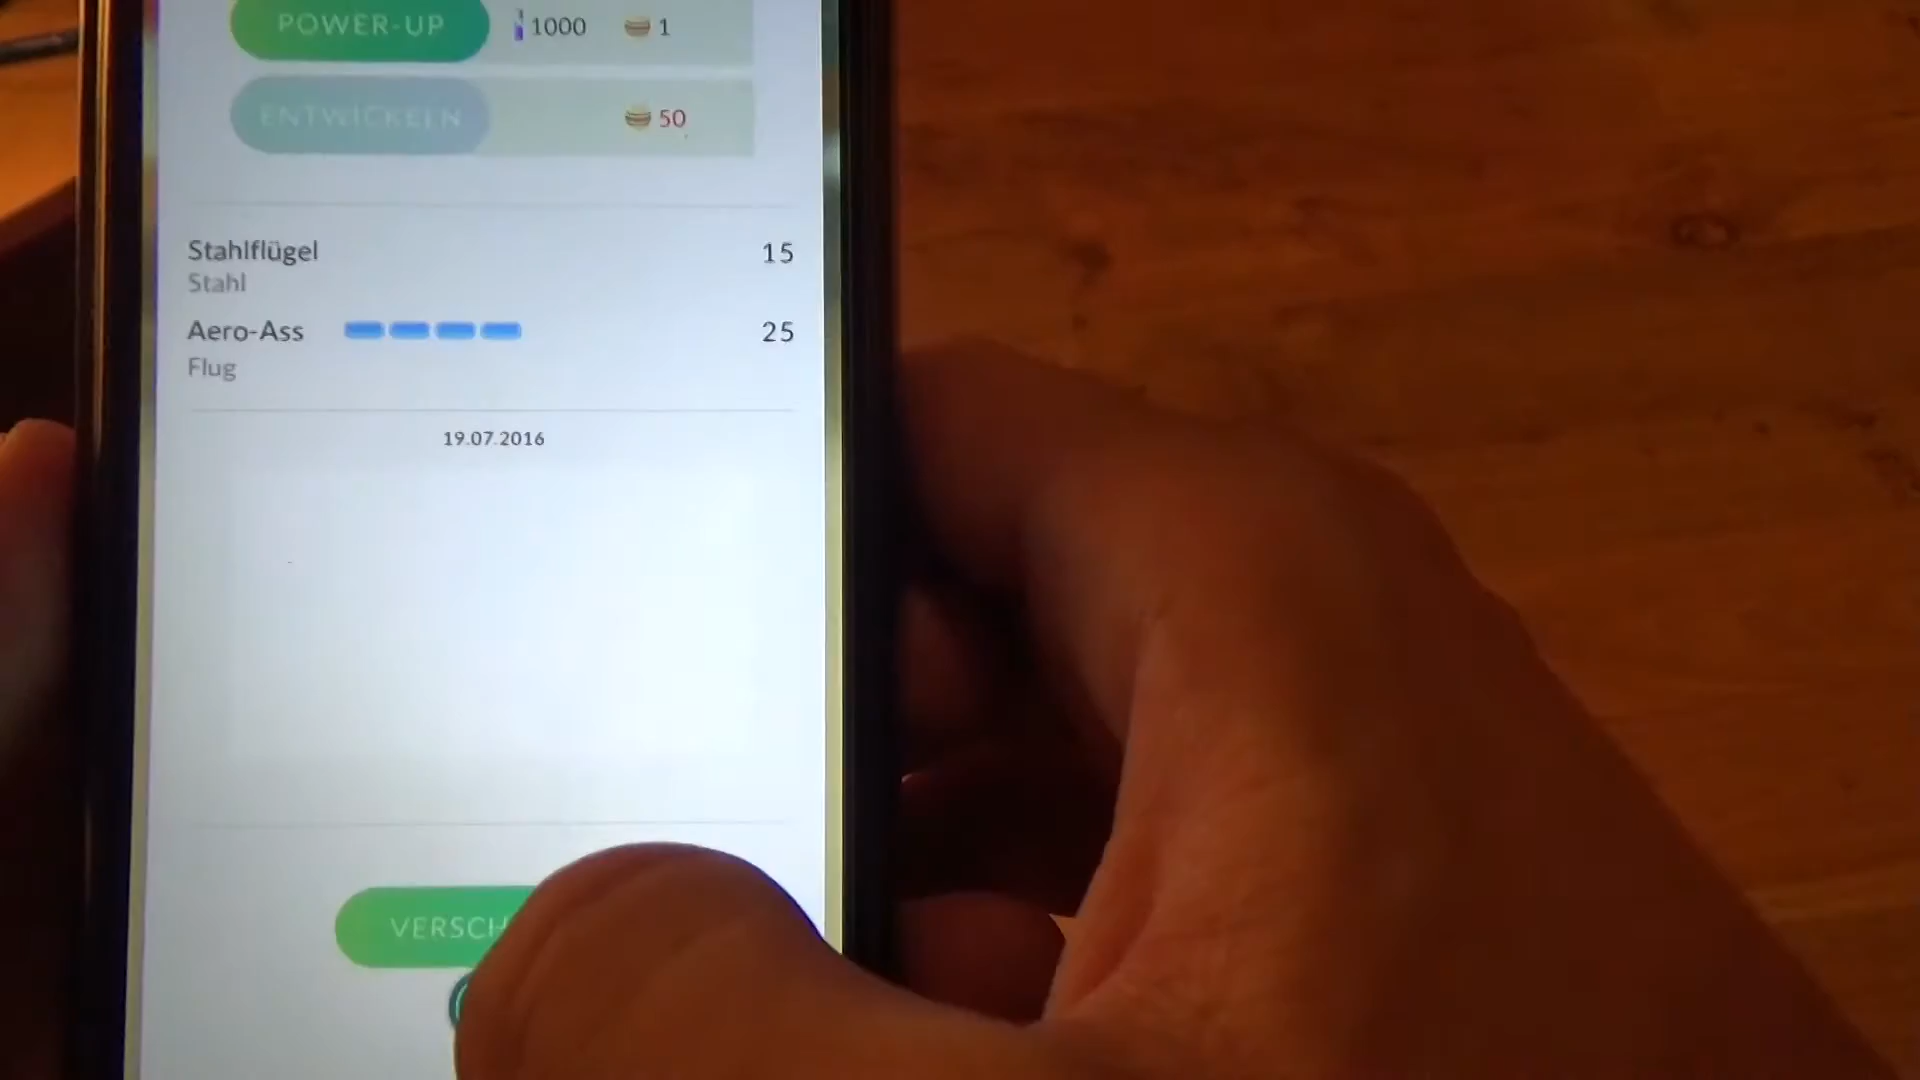 POWER-UP 1000 1
ENTWICKELN 50
Stahlflügel 15
Stahl
Aero-Ass 25
Flug
19.07.2016
VERSCH